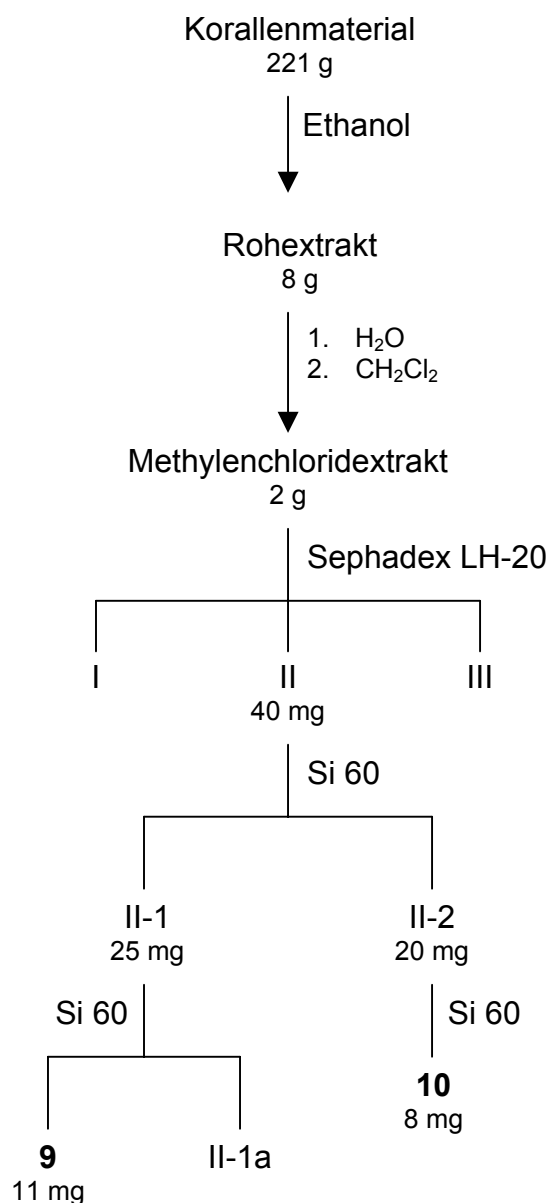 Korallenmaterial
221 g
Ethanol
Rohextrakt
8 g
1. H₂O
2. CH₂Cl₂
Methylenchloridextrakt
2 g
Sephadex LH-20
I II III
40 mg
Si 60
II-1 II-2
25 mg 20 mg
Si 60 Si 60
10
8 mg
9 II-1a
11 mg